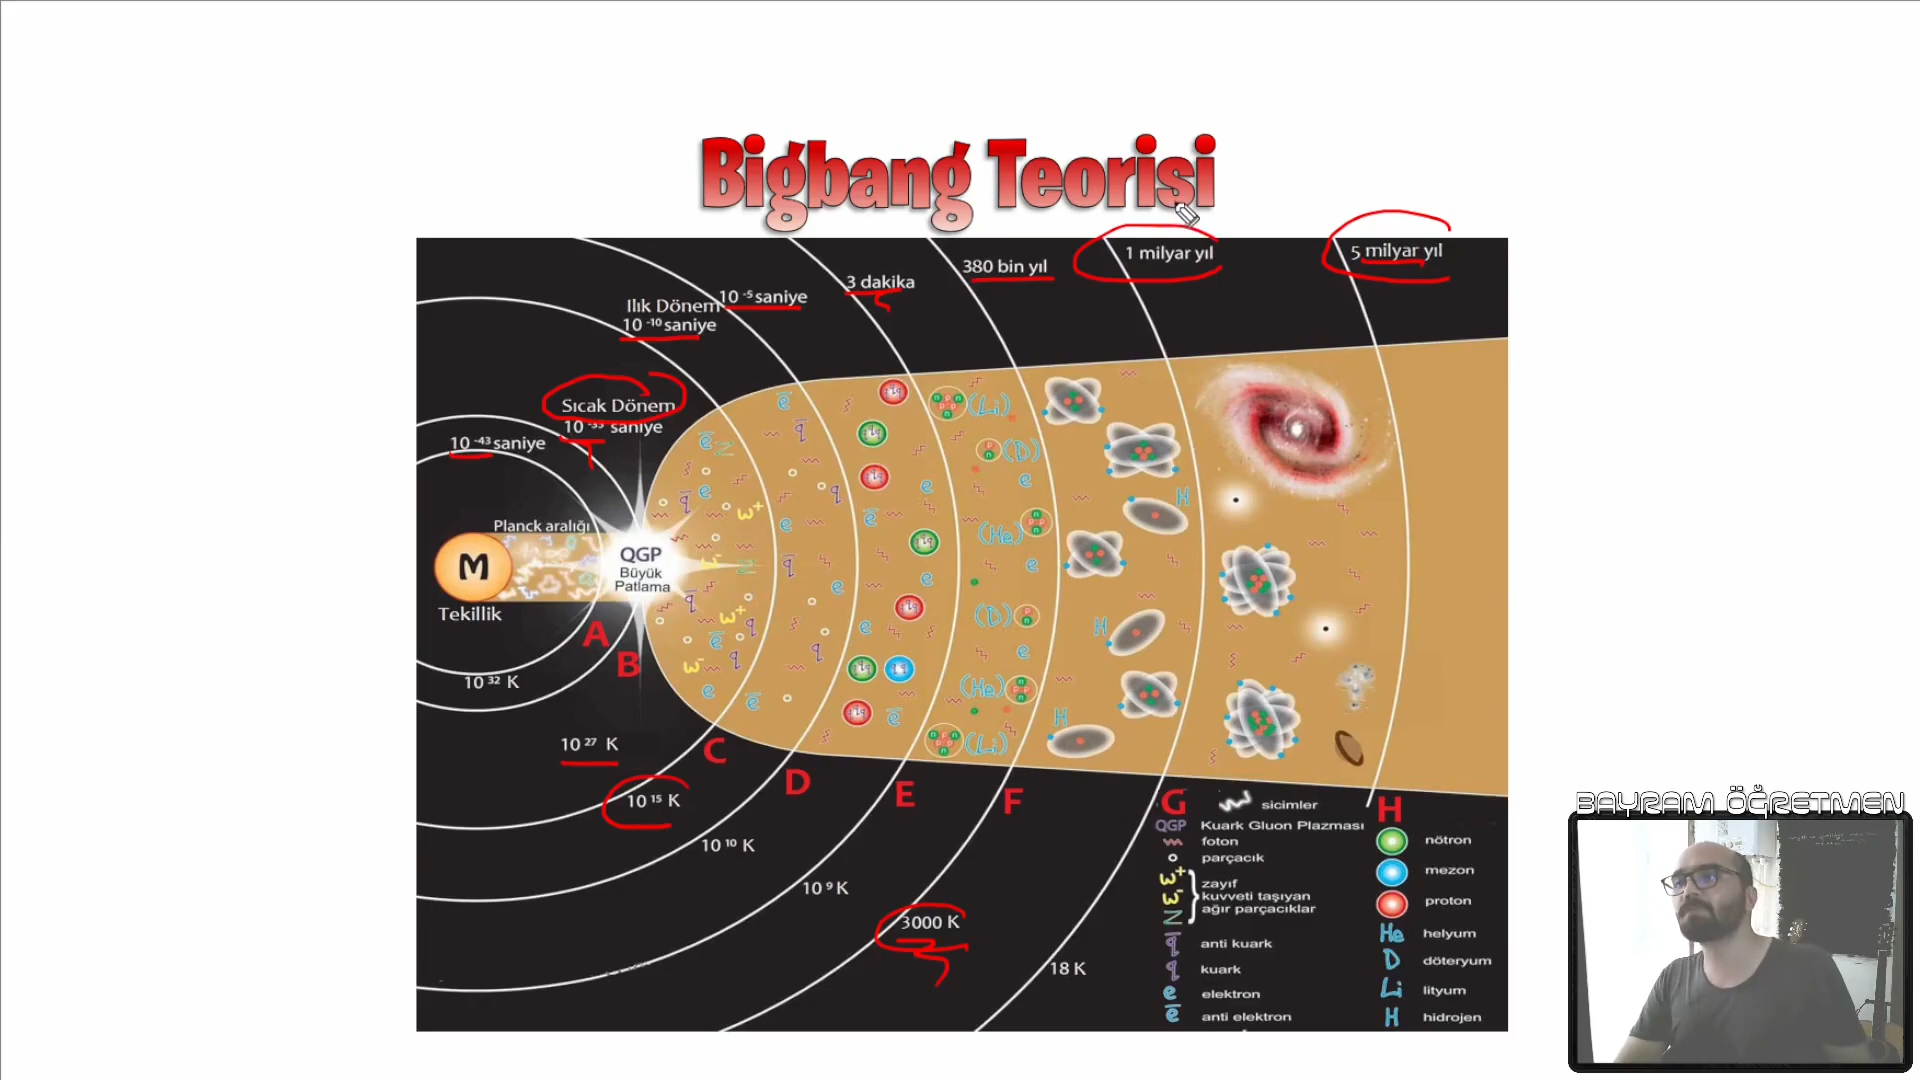 Bigbang Teorisi
1 milyar yıl
5 milyar yıl
380 bin yıl
3 dakika
10 -5 saniye
Ilık Dönem
10 -10 saniye
Sıcak Dönem
10 -35 saniye
10 -43 saniye
Planck aralığı
M
Tekillik
QGP
Büyük
Patlama
A
B
C
D
E
F
G
H
10 32 K
10 27 K
10 15 K
10 10 K
10 9 K
3000 K
18 K
(Li)
(D)
(He)
(D)
(He)
(Li)
H
H
H
sicimler
QGP Kuark Gluon Plazması
foton
parçacık
zayıf
kuvveti taşıyan
ağır parçacıklar
q̅ anti kuark
q kuark
e elektron
e̅ anti elektron
nötron
mezon
proton
He helyum
D döteryum
Li lityum
H hidrojen
BAYRAM ÖĞRETMEN